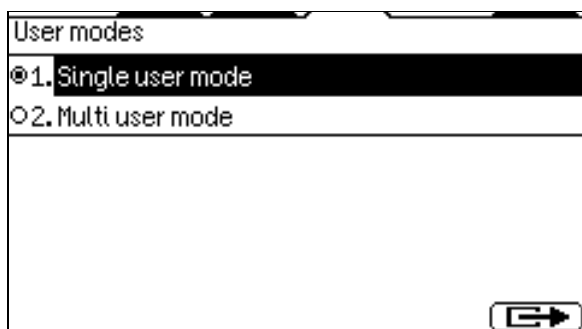 User modes
1. Single user mode
2. Multi user mode